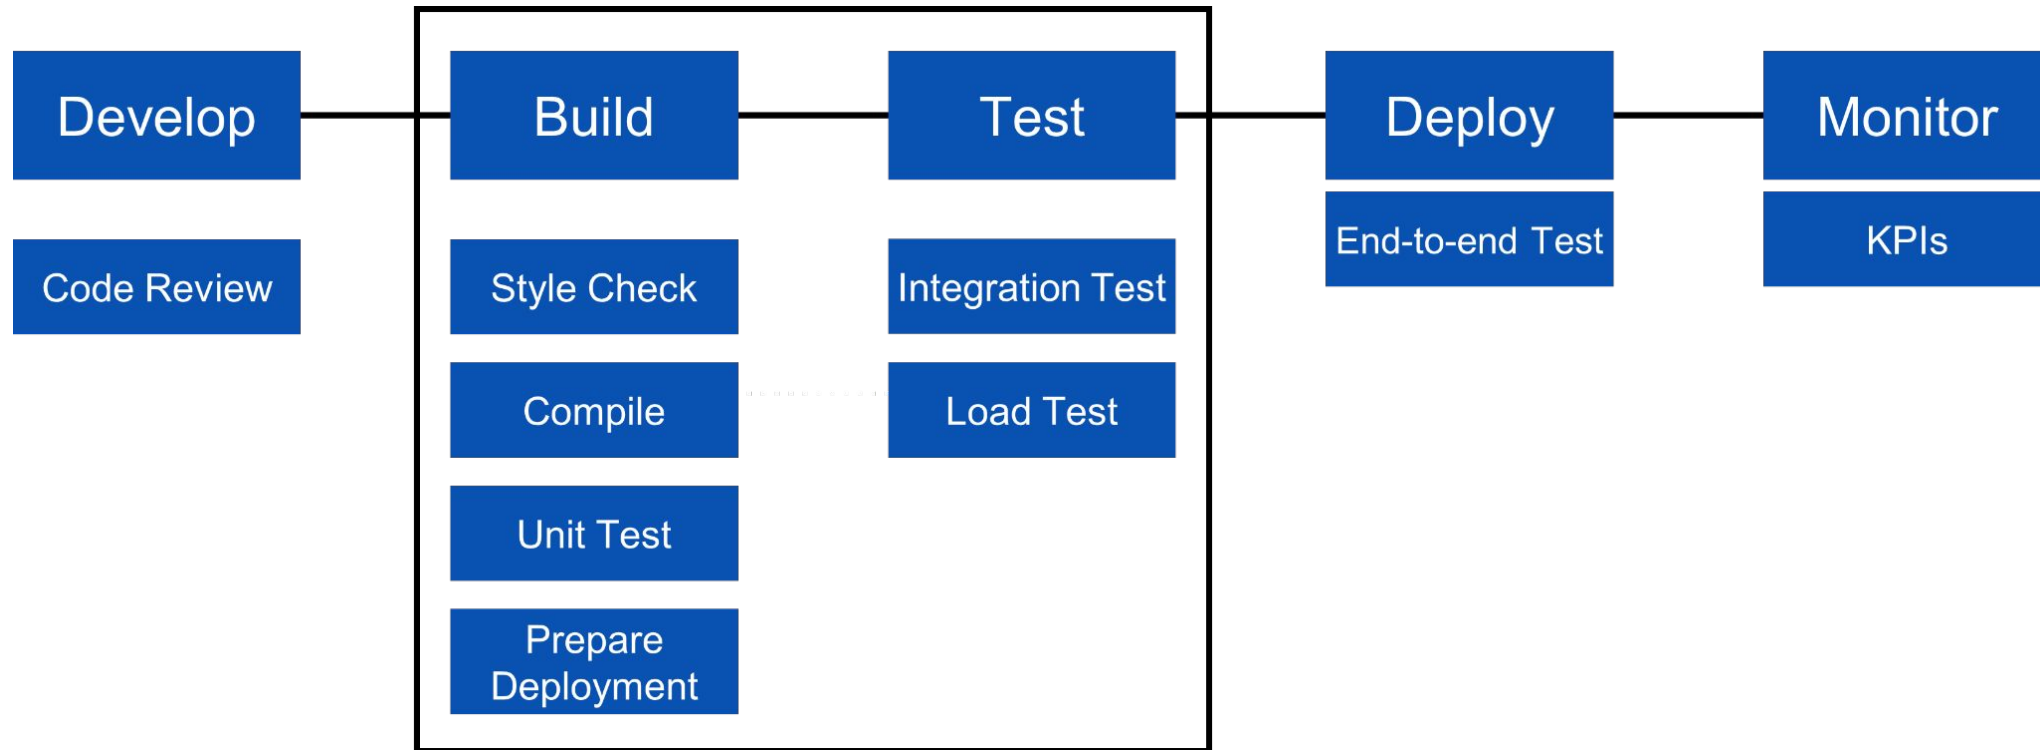 Develop
Build
Test
Deploy
Monitor
Code Review
Style Check
Compile
Unit Test
Prepare
Deployment
Integration Test
Load Test
End-to-end Test
KPIs